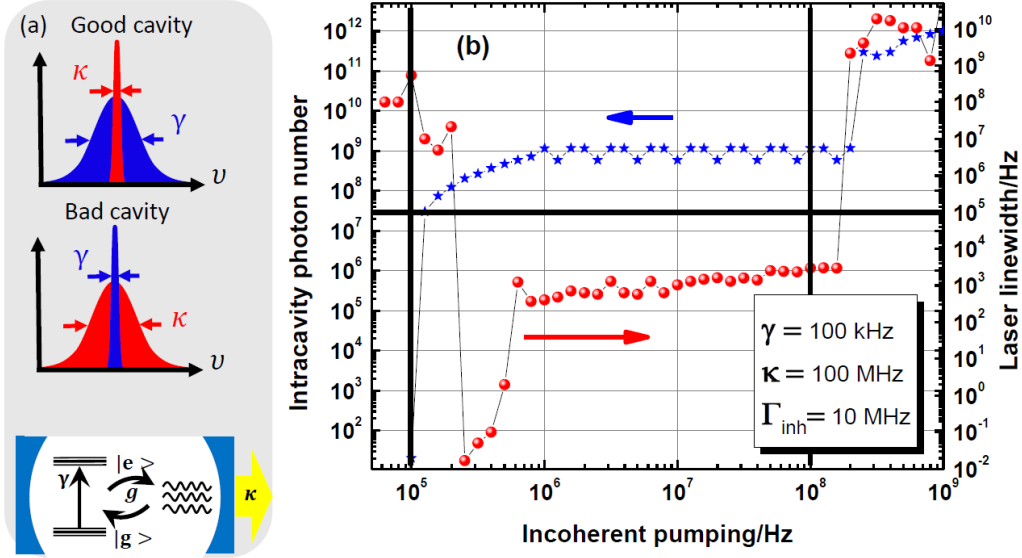 (a) Good cavity
κ
γ
υ
Bad cavity
γ
κ
υ
|e >
γ
g
κ
|g >
(b)
Intracavity photon number
10¹²
10¹¹
10¹⁰
10⁹
10⁸
10⁷
10⁶
10⁵
10⁴
10³
10²
Laser linewidth/Hz
10¹⁰
10⁹
10⁸
10⁷
10⁶
10⁵
10⁴
10³
10²
10¹
10⁰
10⁻¹
10⁻²
γ = 100 kHz
κ = 100 MHz
Γinh = 10 MHz
10⁵ 10⁶ 10⁷ 10⁸ 10⁹
Incoherent pumping/Hz